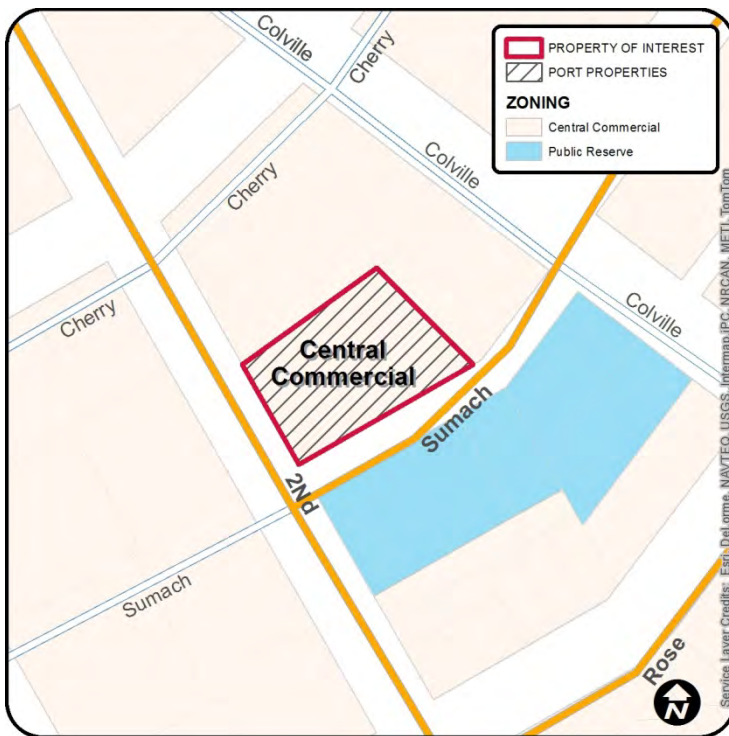 Colville
Cherry
PROPERTY OF INTEREST
PORT PROPERTIES
ZONING
Central Commercial
Public Reserve
Cherry
Colville
Cherry
Colville
Central
Commercial
Sumach
2Nd
Sumach
Rose
N
Service Layer Credits: Esri, DeLorme, NAVTEQ, USGS, Intermap, iPC, NRCAN, METI, TomTom